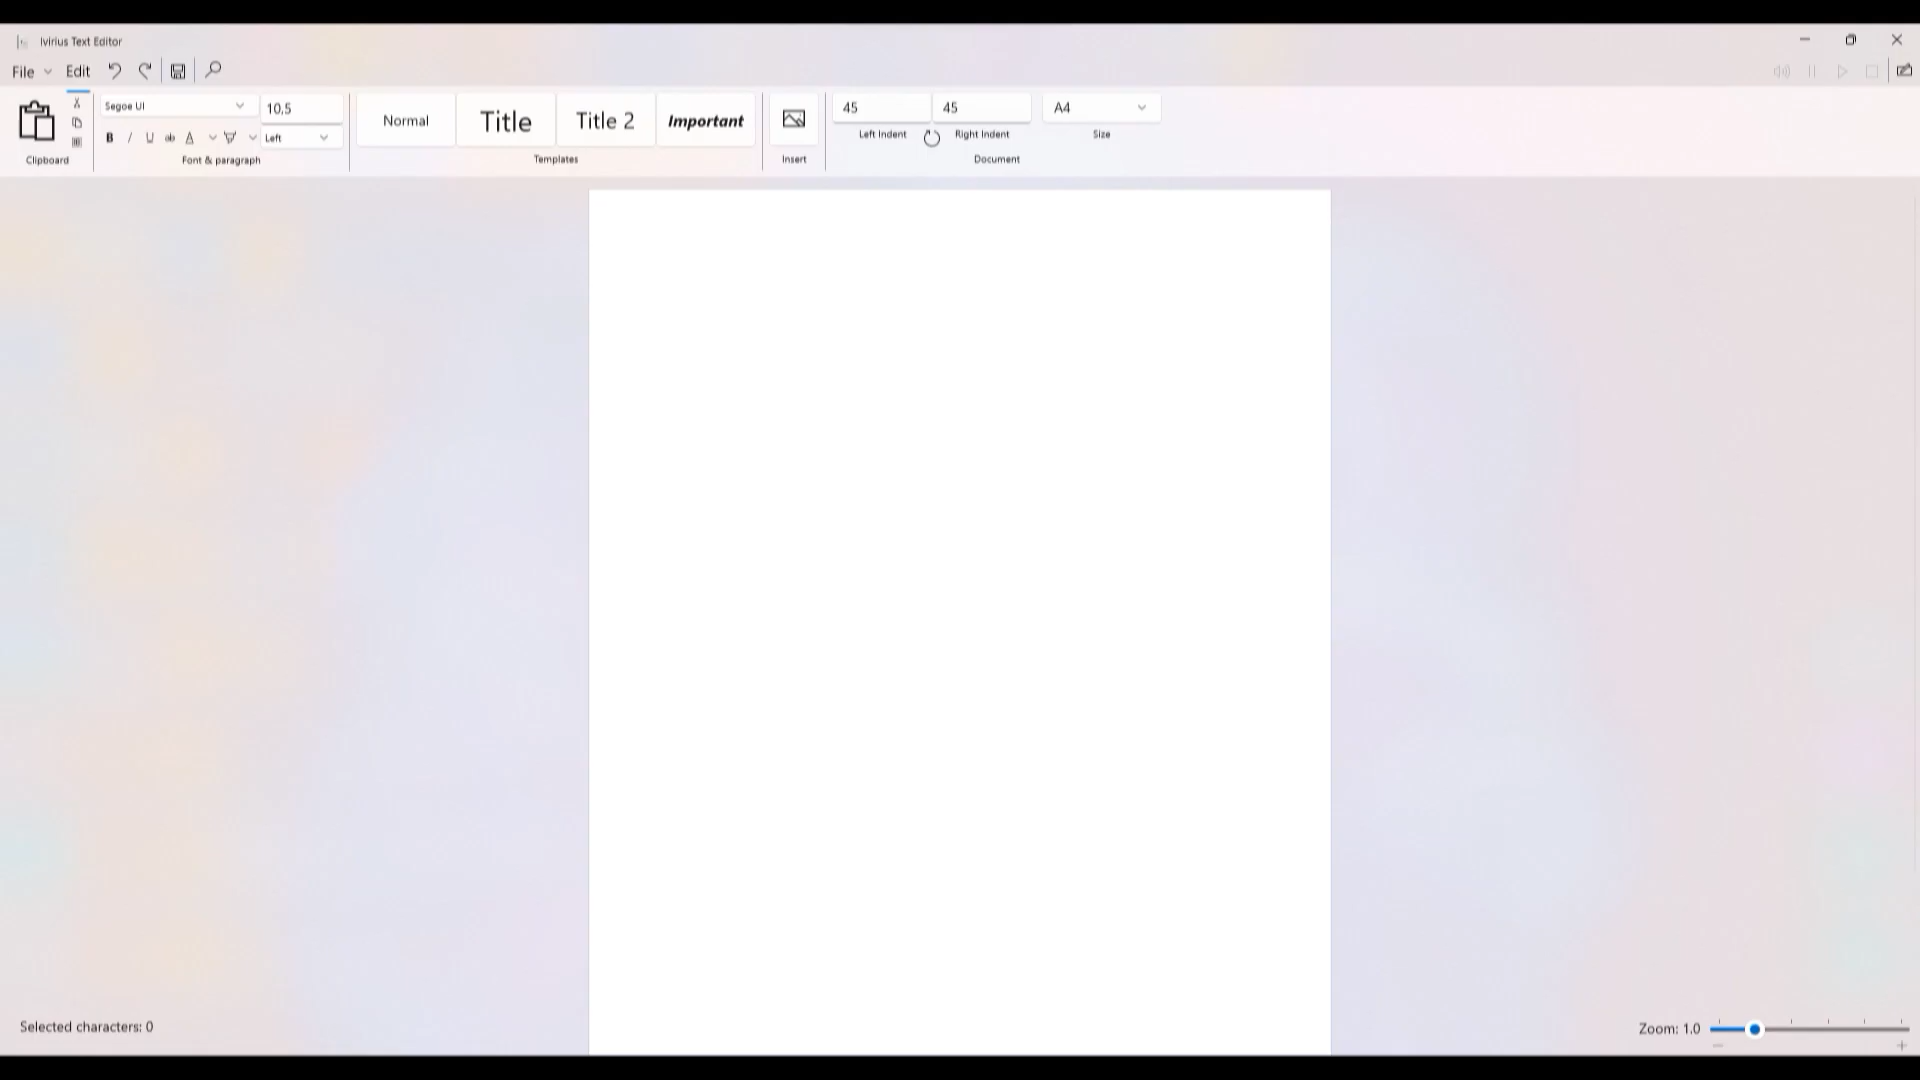 Ivirius Text Editor
File Edit
Segoe UI 10,5 Normal Title Title 2 Important 45 45 A4
B I U ab A Left Left Indent Right Indent Size
Clipboard Font & paragraph Templates Insert Document
Selected characters: 0 Zoom: 1.0